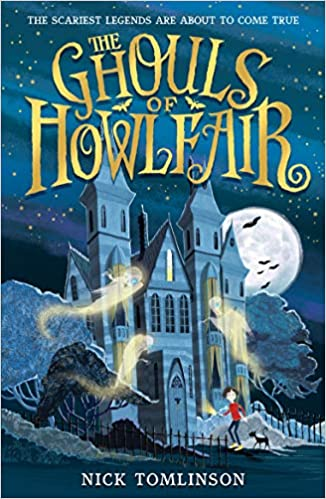 THE SCARIEST LEGENDS ARE ABOUT TO COME TRUE
THE
GHOULS
OF
HOWLFAIR
NICK TOMLINSON